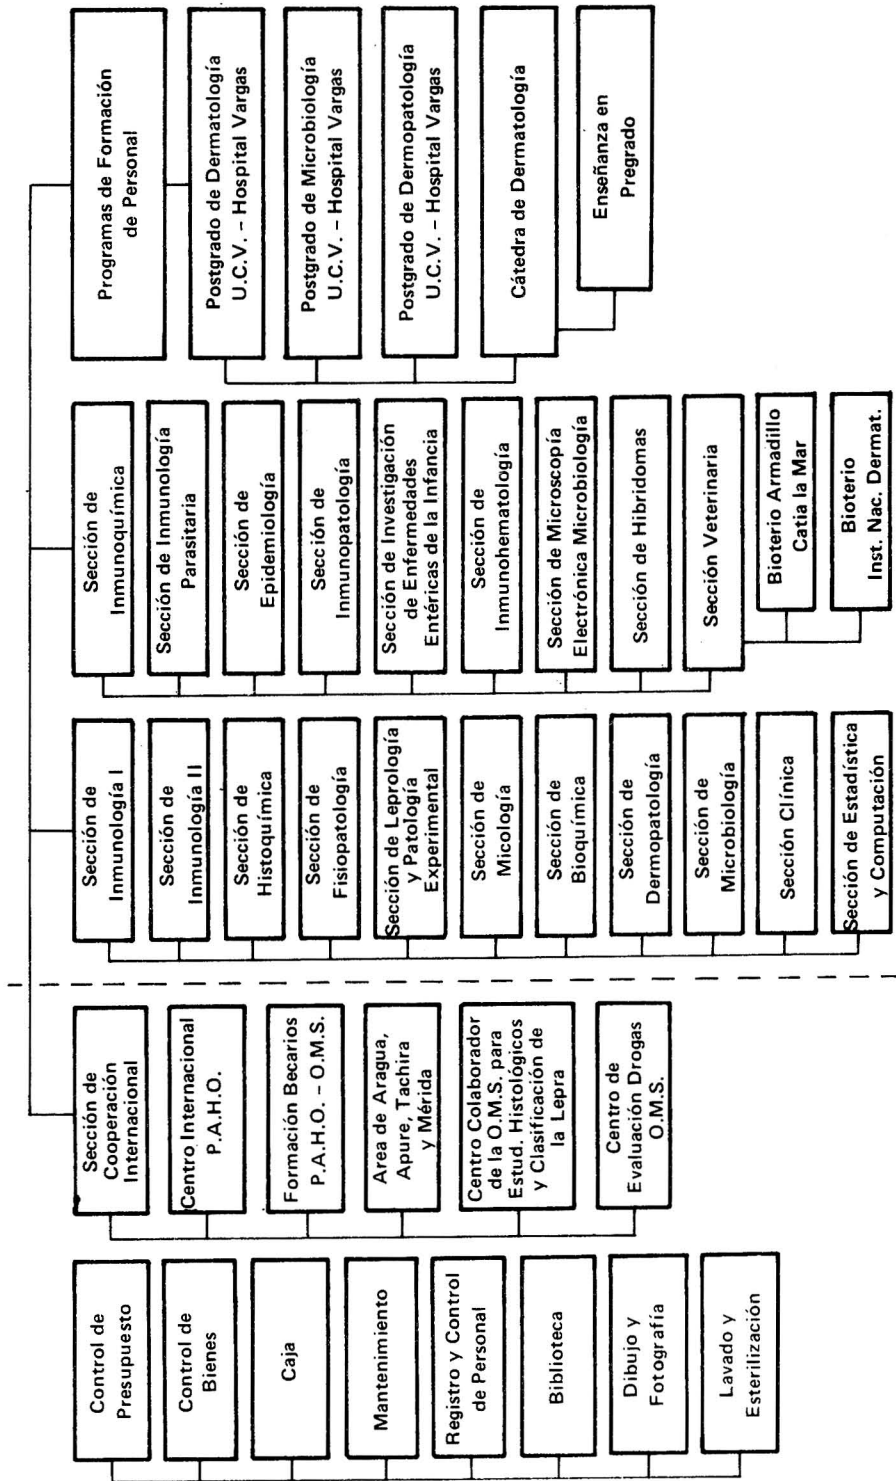 Control de
Presupuesto
Control de
Bienes
Caja
Mantenimiento
Registro y Control
de Personal
Biblioteca
Dibujo y
Fotografía
Lavado y
Esterilización
Sección de
Cooperación
Internacional
Centro Internacional
P.A.H.O.
Formación Becarios
P.A.H.O. – O.M.S.
Area de Aragua,
Apure, Tachira
y Mérida
Centro Colaborador
de la O.M.S. para
Estud. Histológicos
y Clasificación de
la Lepra
Centro de
Evaluación Drogas
O.M.S.
Sección de
Inmunología I
Sección de
Inmunología II
Sección de
Histoquímica
Sección de
Fisiopatología
Sección de Leprología
y Patología
Experimental
Sección de
Micología
Sección de
Bioquímica
Sección de
Dermopatología
Sección de
Microbiología
Sección Clínica
Sección de Estadística
y Computación
Sección de
Inmunoquímica
Sección de Inmunología
Parasitaria
Sección de
Epidemiología
Sección de
Inmunopatología
Sección de Investigación
de Enfermedades
Entéricas de la Infancia
Sección de
Inmunohematología
Sección de Microscopía
Electrónica Microbiología
Sección de Hibridomas
Sección Veterinaria
Bioterio Armadillo
Catia la Mar
Bioterio
Inst. Nac. Dermat.
Programas de Formación
de Personal
Postgrado de Dermatología
U.C.V. – Hospital Vargas
Postgrado de Microbiología
U.C.V. – Hospital Vargas
Postgrado de Dermopatología
U.C.V. – Hospital Vargas
Cátedra de Dermatología
Enseñanza en
Pregrado